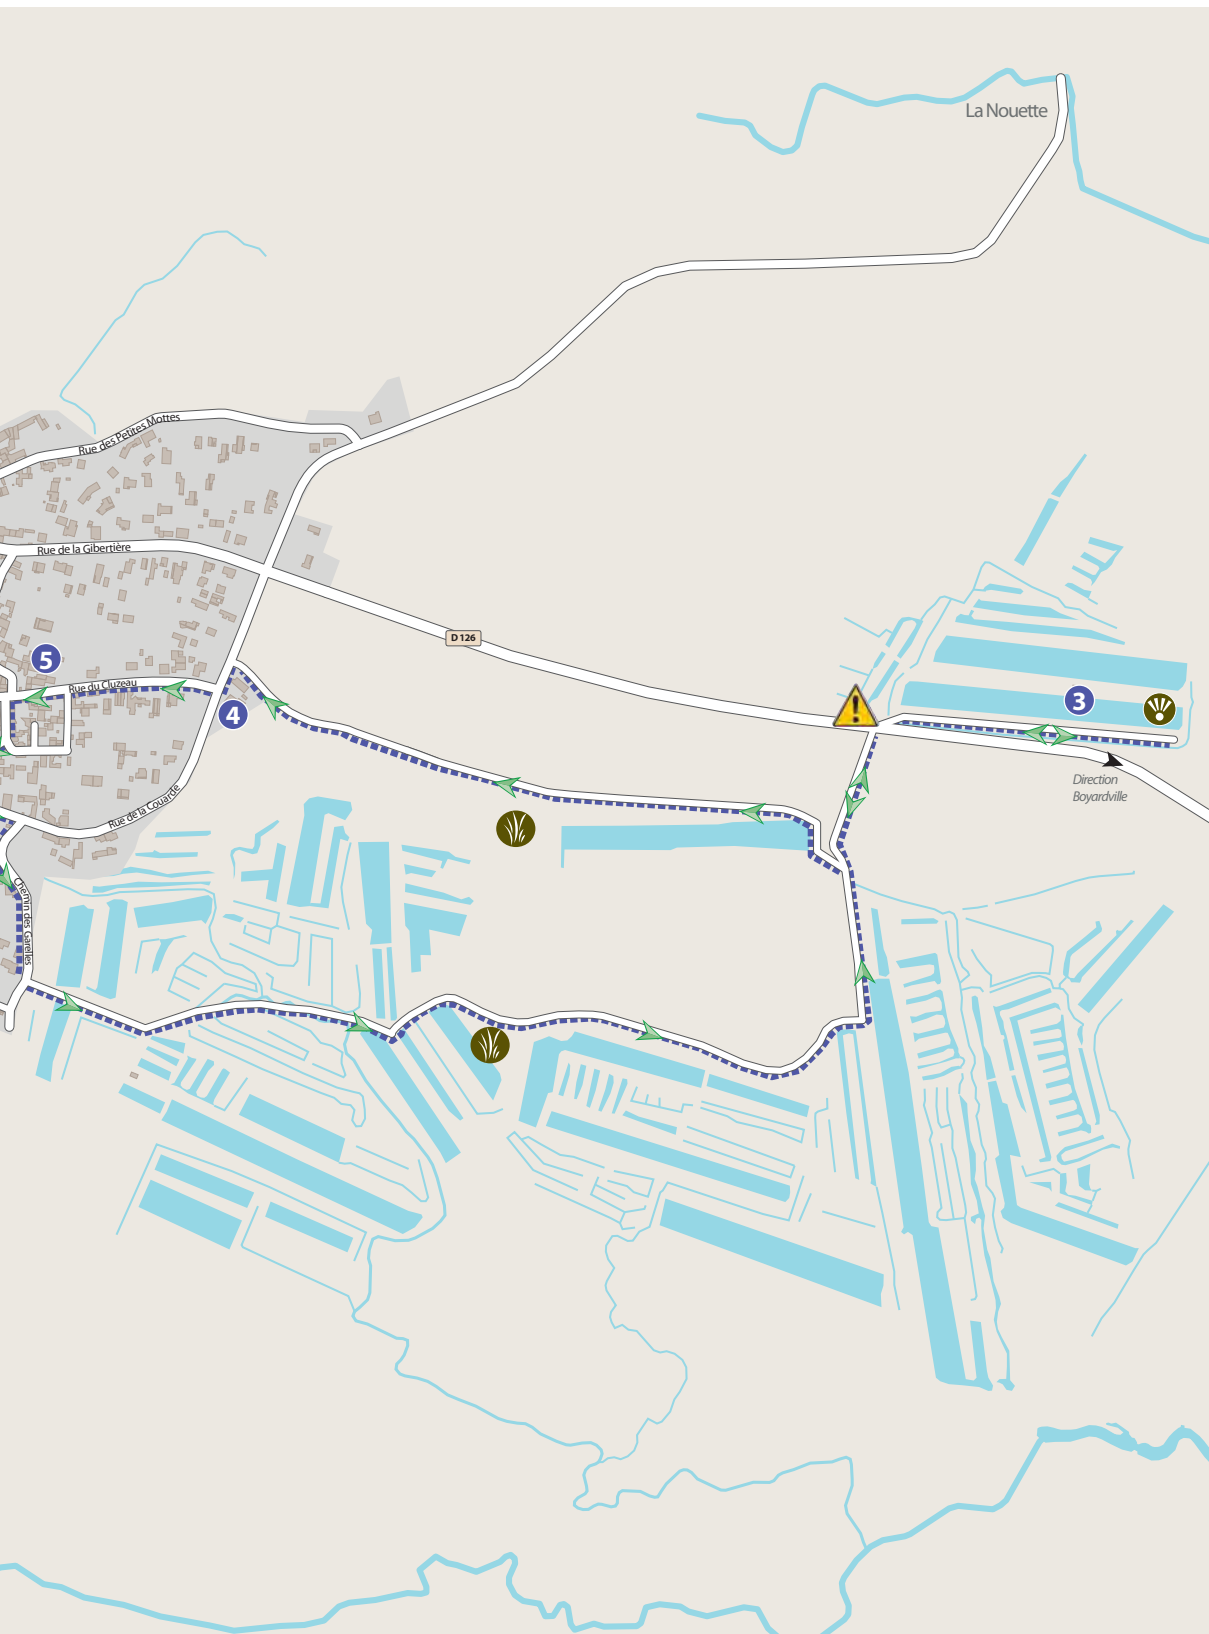 La Nouette
Rue des Petites Mottes
Rue de la Gibertière
D 126
5
Rue du Cluzeau
3
4
Direction
Boyardville
Rue de la Couarde
Chemin des Garelles